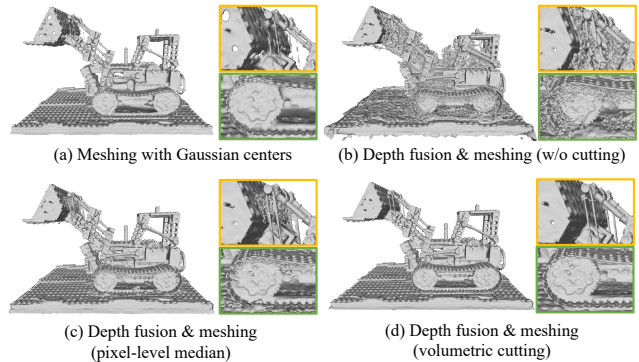 (a) Meshing with Gaussian centers
(b) Depth fusion & meshing (w/o cutting)
(c) Depth fusion & meshing
(pixel-level median)
(d) Depth fusion & meshing
(volumetric cutting)